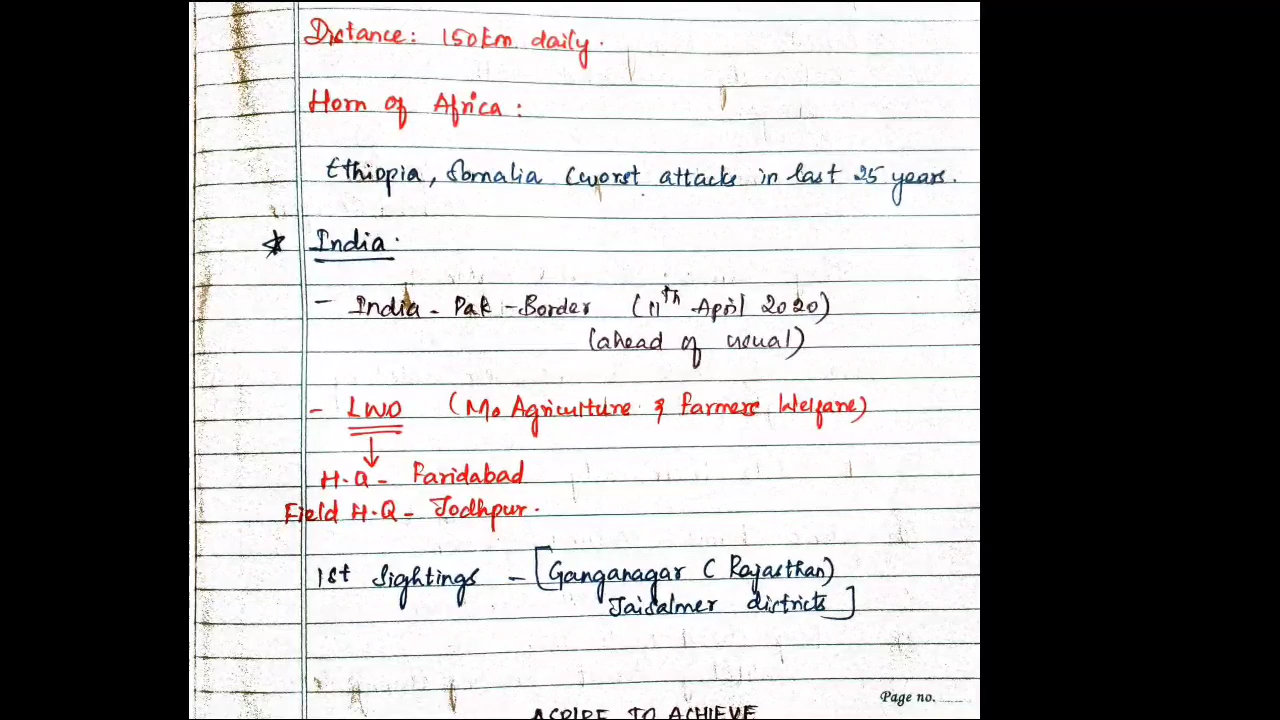 Distance: 150km daily.
Horn of Africa:
Ethiopia, Somalia (worst attacks in last 25 years.
* India.
- India - Pak - Border (11th April 2020)
(ahead of usual)
- LWO (Mo Agriculture & farmers Welfare)
↓
H.Q - Faridabad
Field H.Q - Jodhpur.
1st Sightings - [Ganganagar (Rajasthan)
Jaisalmer districts]
Page no. ......
ASPIRE TO ACHIEVE